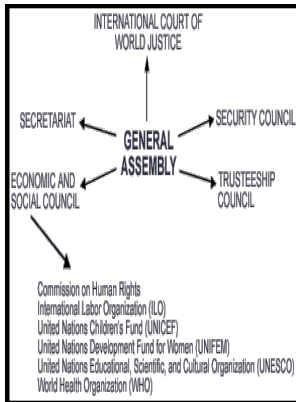 INTERNATIONAL COURT OF
WORLD JUSTICE
SECRETARIAT
SECURITY COUNCIL
GENERAL
ASSEMBLY
ECONOMIC AND
SOCIAL COUNCIL
TRUSTEESHIP
COUNCIL
Commission on Human Rights
International Labor Organization (ILO)
United Nations Children's Fund (UNICEF)
United Nations Development Fund for Women (UNIFEM)
United Nations Educational, Scientific, and Cultural Organization (UNESCO)
World Health Organization (WHO)